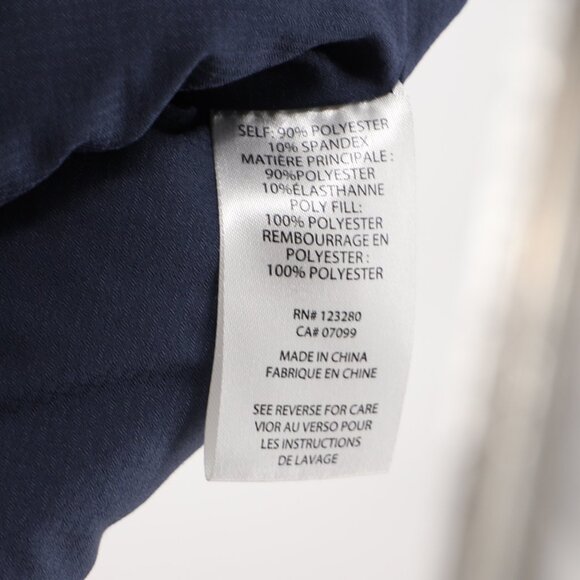 SELF: 90% POLYESTER
10% SPANDEX
MATIÈRE PRINCIPALE :
90%POLYESTER
10%ÉLASTHANNE
POLY FILL:
100% POLYESTER
REMBOURRAGE EN
POLYESTER :
100% POLYESTER
RN# 123280
CA# 07099
MADE IN CHINA
FABRIQUE EN CHINE
SEE REVERSE FOR CARE
VIOR AU VERSO POUR
LES INSTRUCTIONS
DE LAVAGE